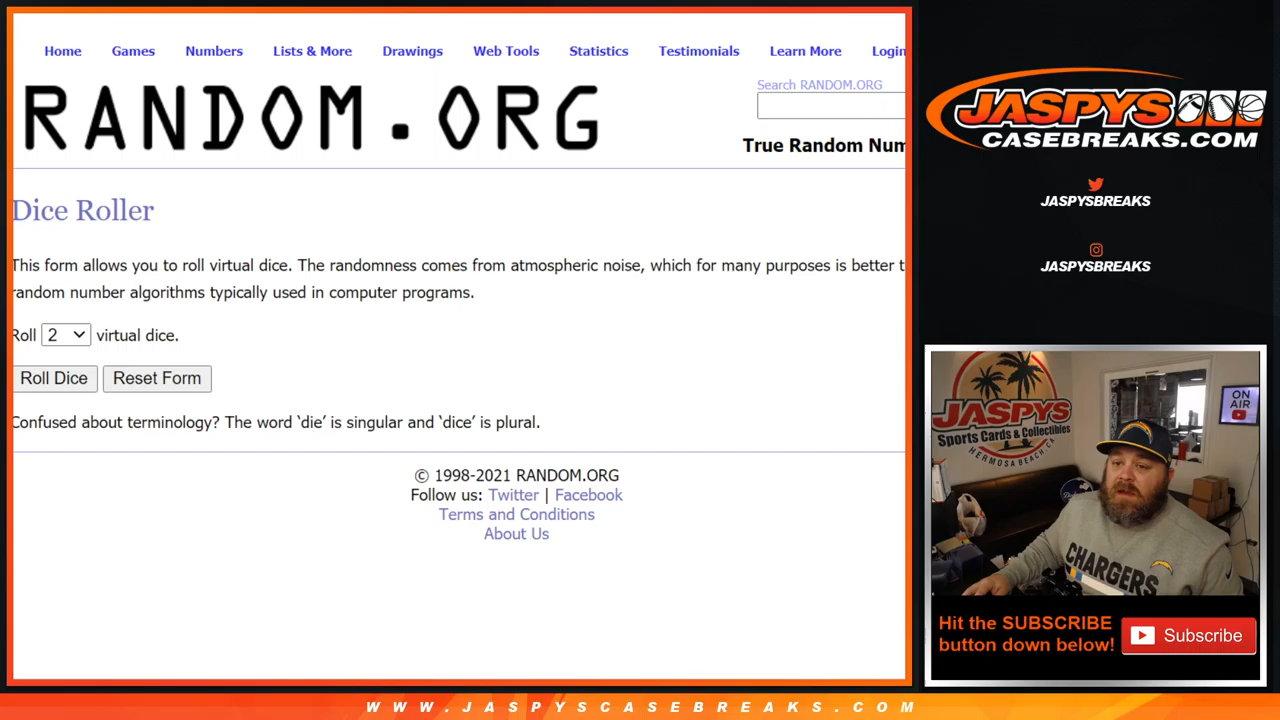 Home Games Numbers Lists & More Drawings Web Tools Statistics Testimonials Learn More Login
RANDOM.ORG
Search RANDOM.ORG
True Random Num
Dice Roller
This form allows you to roll virtual dice. The randomness comes from atmospheric noise, which for many purposes is better t
random number algorithms typically used in computer programs.
Roll 2 virtual dice.
Roll Dice Reset Form
Confused about terminology? The word ‘die’ is singular and ‘dice’ is plural.
© 1998-2021 RANDOM.ORG
Follow us: Twitter | Facebook
Terms and Conditions
About Us
JASPYS
CASEBREAKS.COM
JASPYSBREAKS
JASPYSBREAKS
JASPYS
Sports Cards & Collectibles
HERMOSA BEACH, CA
ON
AIR
Dodgers
CHARGERS
Hit the SUBSCRIBE
button down below!
Subscribe
WWW.JASPYSCASEBREAKS.COM